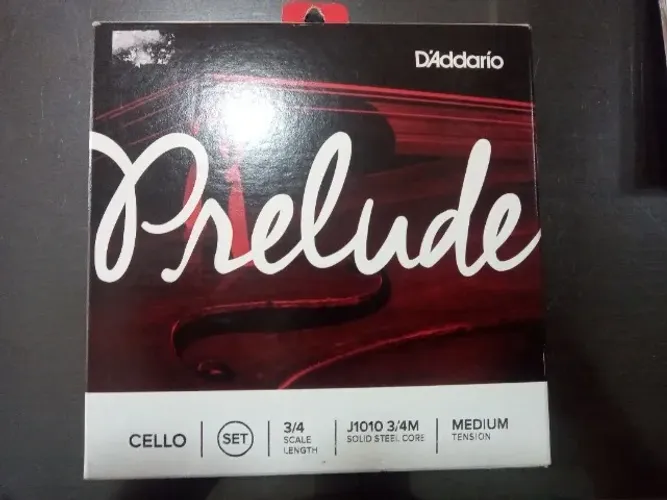 D'Addario
Prelude
CELLO
SET
3/4
SCALE
LENGTH
J1010 3/4M
SOLID STEEL CORE
MEDIUM
TENSION